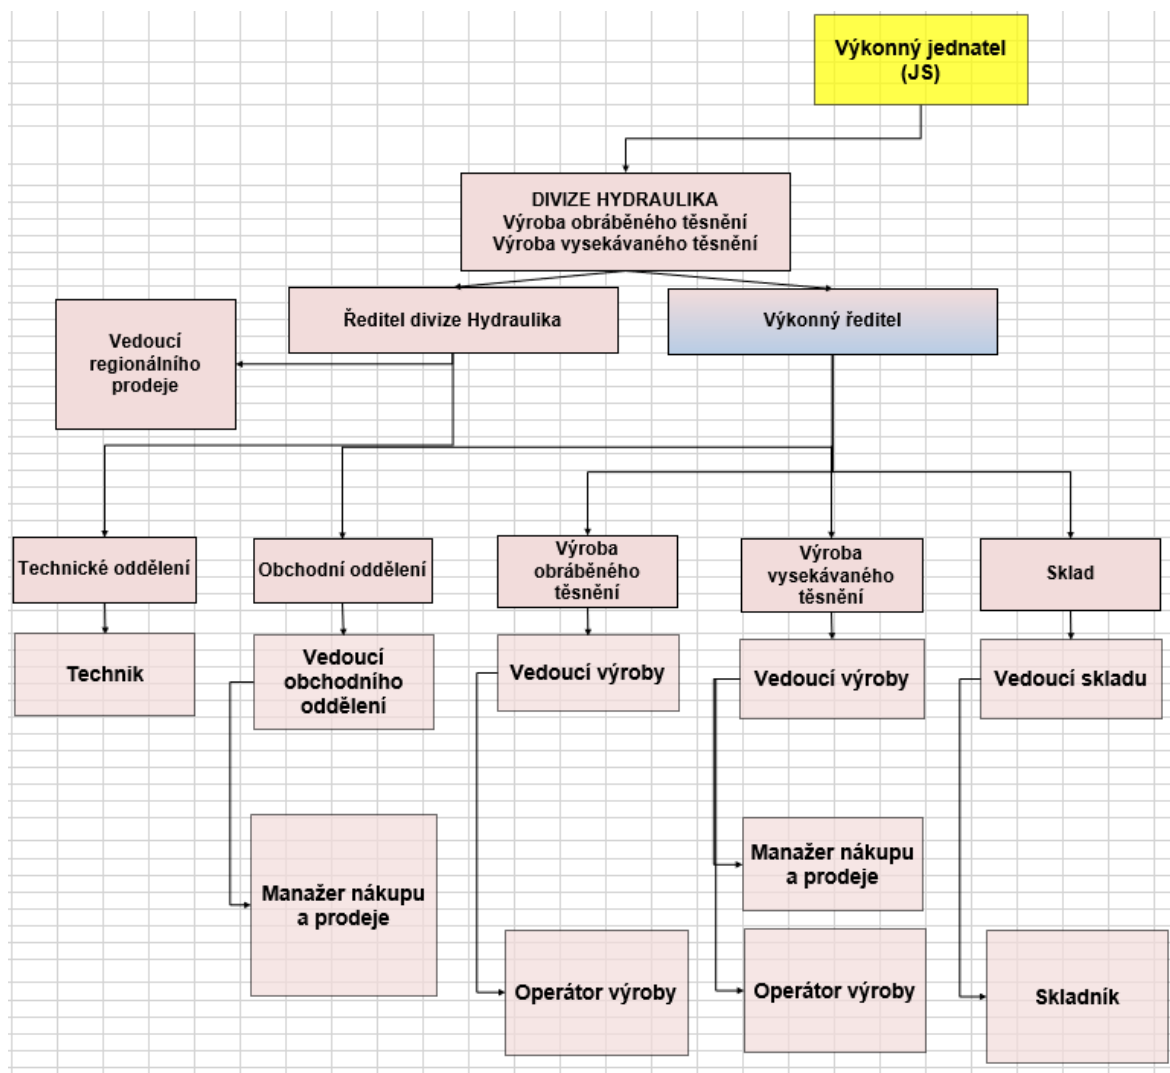 Výkonný jednatel
(JS)
DIVIZE HYDRAULIKA
Výroba obráběného těsnění
Výroba vysekávaného těsnění
Ředitel divize Hydraulika
Výkonný ředitel
Vedoucí
regionálního
prodeje
Technické oddělení
Obchodní oddělení
Výroba
obráběného
těsnění
Výroba
vysekávaného
těsnění
Sklad
Technik
Vedoucí
obchodního
oddělení
Vedoucí výroby
Vedoucí výroby
Vedoucí skladu
Manažer nákupu
a prodeje
Manažer nákupu
a prodeje
Operátor výroby
Operátor výroby
Skladník